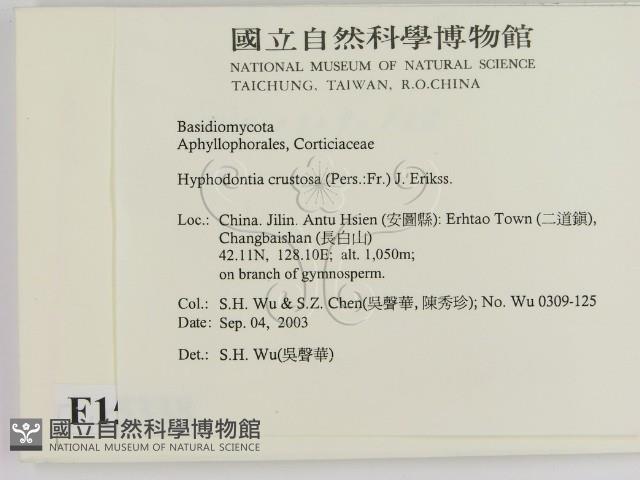 國立自然科學博物館
NATIONAL MUSEUM OF NATURAL SCIENCE
TAICHUNG, TAIWAN, R.O.CHINA
Basidiomycota
Aphyllophorales, Corticiaceae
Hyphodontia crustosa (Pers.:Fr.) J. Erikss.
Loc.: China. Jilin. Antu Hsien (安圖縣): Erhtao Town (二道鎮),
Changbaishan (長白山)
42.11N, 128.10E; alt. 1,050m;
on branch of gymnosperm.
Col.: S.H. Wu & S.Z. Chen(吳聲華, 陳秀珍); No. Wu 0309-125
Date: Sep. 04, 2003
Det.: S.H. Wu(吳聲華)
國立自然科學博物館
NATIONAL MUSEUM OF NATURAL SCIENCE